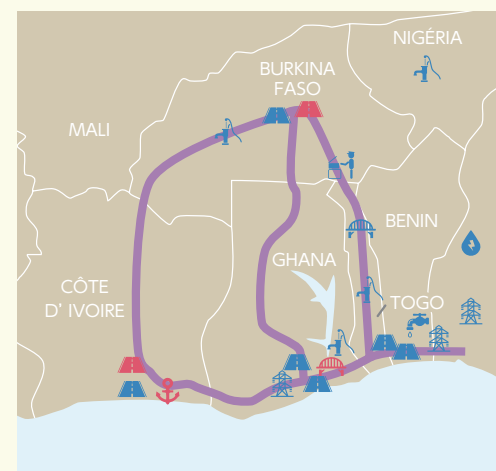 NIGÉRIA
BURKINA
FASO
MALI
BENIN
GHANA
CÔTE
D' IVOIRE
TOGO